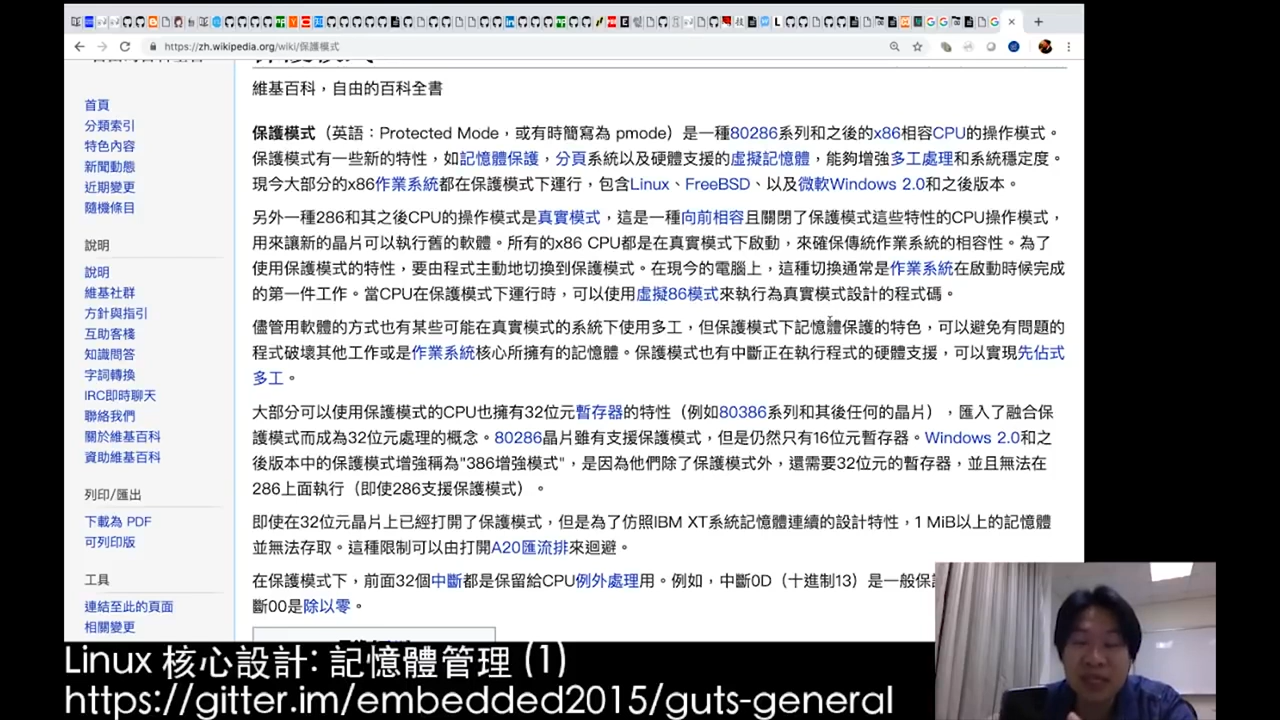 https://zh.wikipedia.org/wiki/保護模式
維基百科，自由的百科全書
首頁
分類索引
特色內容
新聞動態
近期變更
隨機條目
說明
說明
維基社群
方針與指引
互助客棧
知識問答
字詞轉換
IRC即時聊天
聯絡我們
關於維基百科
資助維基百科
列印/匯出
下載為 PDF
可列印版
工具
連結至此的頁面
相關變更
保護模式（英語：Protected Mode，或有時簡寫為 pmode）是一種80286系列和之後的x86相容CPU的操作模式。
保護模式有一些新的特性，如記憶體保護，分頁系統以及硬體支援的虛擬記憶體，能夠增強多工處理和系統穩定度。
現今大部分的x86作業系統都在保護模式下運行，包含Linux、FreeBSD、以及微軟Windows 2.0和之後版本。
另外一種286和其之後CPU的操作模式是真實模式，這是一種向前相容且關閉了保護模式這些特性的CPU操作模式，
用來讓新的晶片可以執行舊的軟體。所有的x86 CPU都是在真實模式下啟動，來確保傳統作業系統的相容性。為了
使用保護模式的特性，要由程式主動地切換到保護模式。在現今的電腦上，這種切換通常是作業系統在啟動時候完成
的第一件工作。當CPU在保護模式下運行時，可以使用虛擬86模式來執行為真實模式設計的程式碼。
儘管用軟體的方式也有某些可能在真實模式的系統下使用多工，但保護模式下記憶體保護的特色，可以避免有問題的
程式破壞其他工作或是作業系統核心所擁有的記憶體。保護模式也有中斷正在執行程式的硬體支援，可以實現先佔式
多工。
大部分可以使用保護模式的CPU也擁有32位元暫存器的特性（例如80386系列和其後任何的晶片），匯入了融合保
護模式而成為32位元處理的概念。80286晶片雖有支援保護模式，但是仍然只有16位元暫存器。Windows 2.0和之
後版本中的保護模式增強稱為"386增強模式"，是因為他們除了保護模式外，還需要32位元的暫存器，並且無法在
286上面執行（即使286支援保護模式）。
即使在32位元晶片上已經打開了保護模式，但是為了仿照IBM XT系統記憶體連續的設計特性，1 MiB以上的記憶體
並無法存取。這種限制可以由打開A20匯流排來迴避。
在保護模式下，前面32個中斷都是保留給CPU例外處理用。例如，中斷0D（十進制13）是一般保
斷00是除以零。
Linux 核心設計: 記憶體管理 (1)
https://gitter.im/embedded2015/guts-general